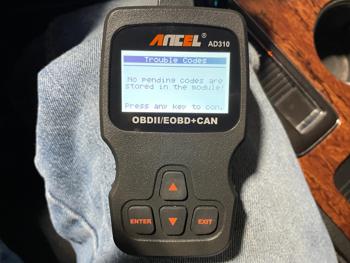 ANCEL AD310
Trouble Codes
No pending codes are
stored in the module!
Press any key to con.
OBDII/EOBD+CAN
ENTER
EXIT